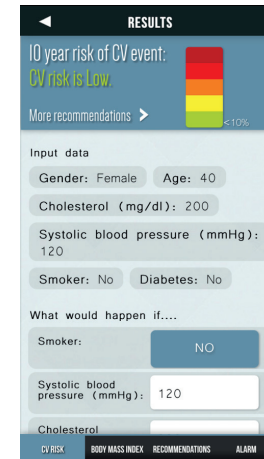 RESULTS
10 year risk of CV event:
CV risk is Low.
More recommendations >
<10%
Input data
Gender: Female
Age: 40
Cholesterol (mg/dl): 200
Systolic blood pressure (mmHg):
120
Smoker: No
Diabetes: No
What would happen if....
Smoker:
NO
Systolic blood
pressure (mmHg):
120
Cholesterol
CV RISK
BODY MASS INDEX
RECOMMENDATIONS
ALARM